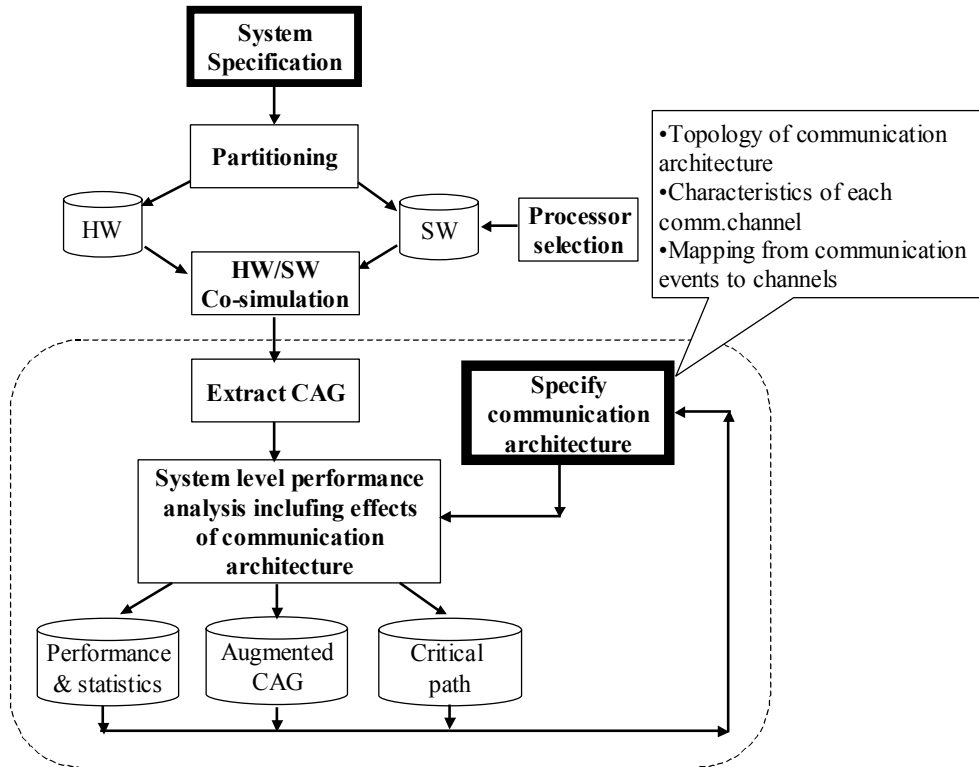 System
Specification
Partitioning
HW
SW
Processor
selection
HW/SW
Co-simulation
•Topology of communication
architecture
•Characteristics of each
comm.channel
•Mapping from communication
events to channels
Extract CAG
Specify
communication
architecture
System level performance
analysis inclufing effects
of communication
architecture
Performance
& statistics
Augmented
CAG
Critical
path